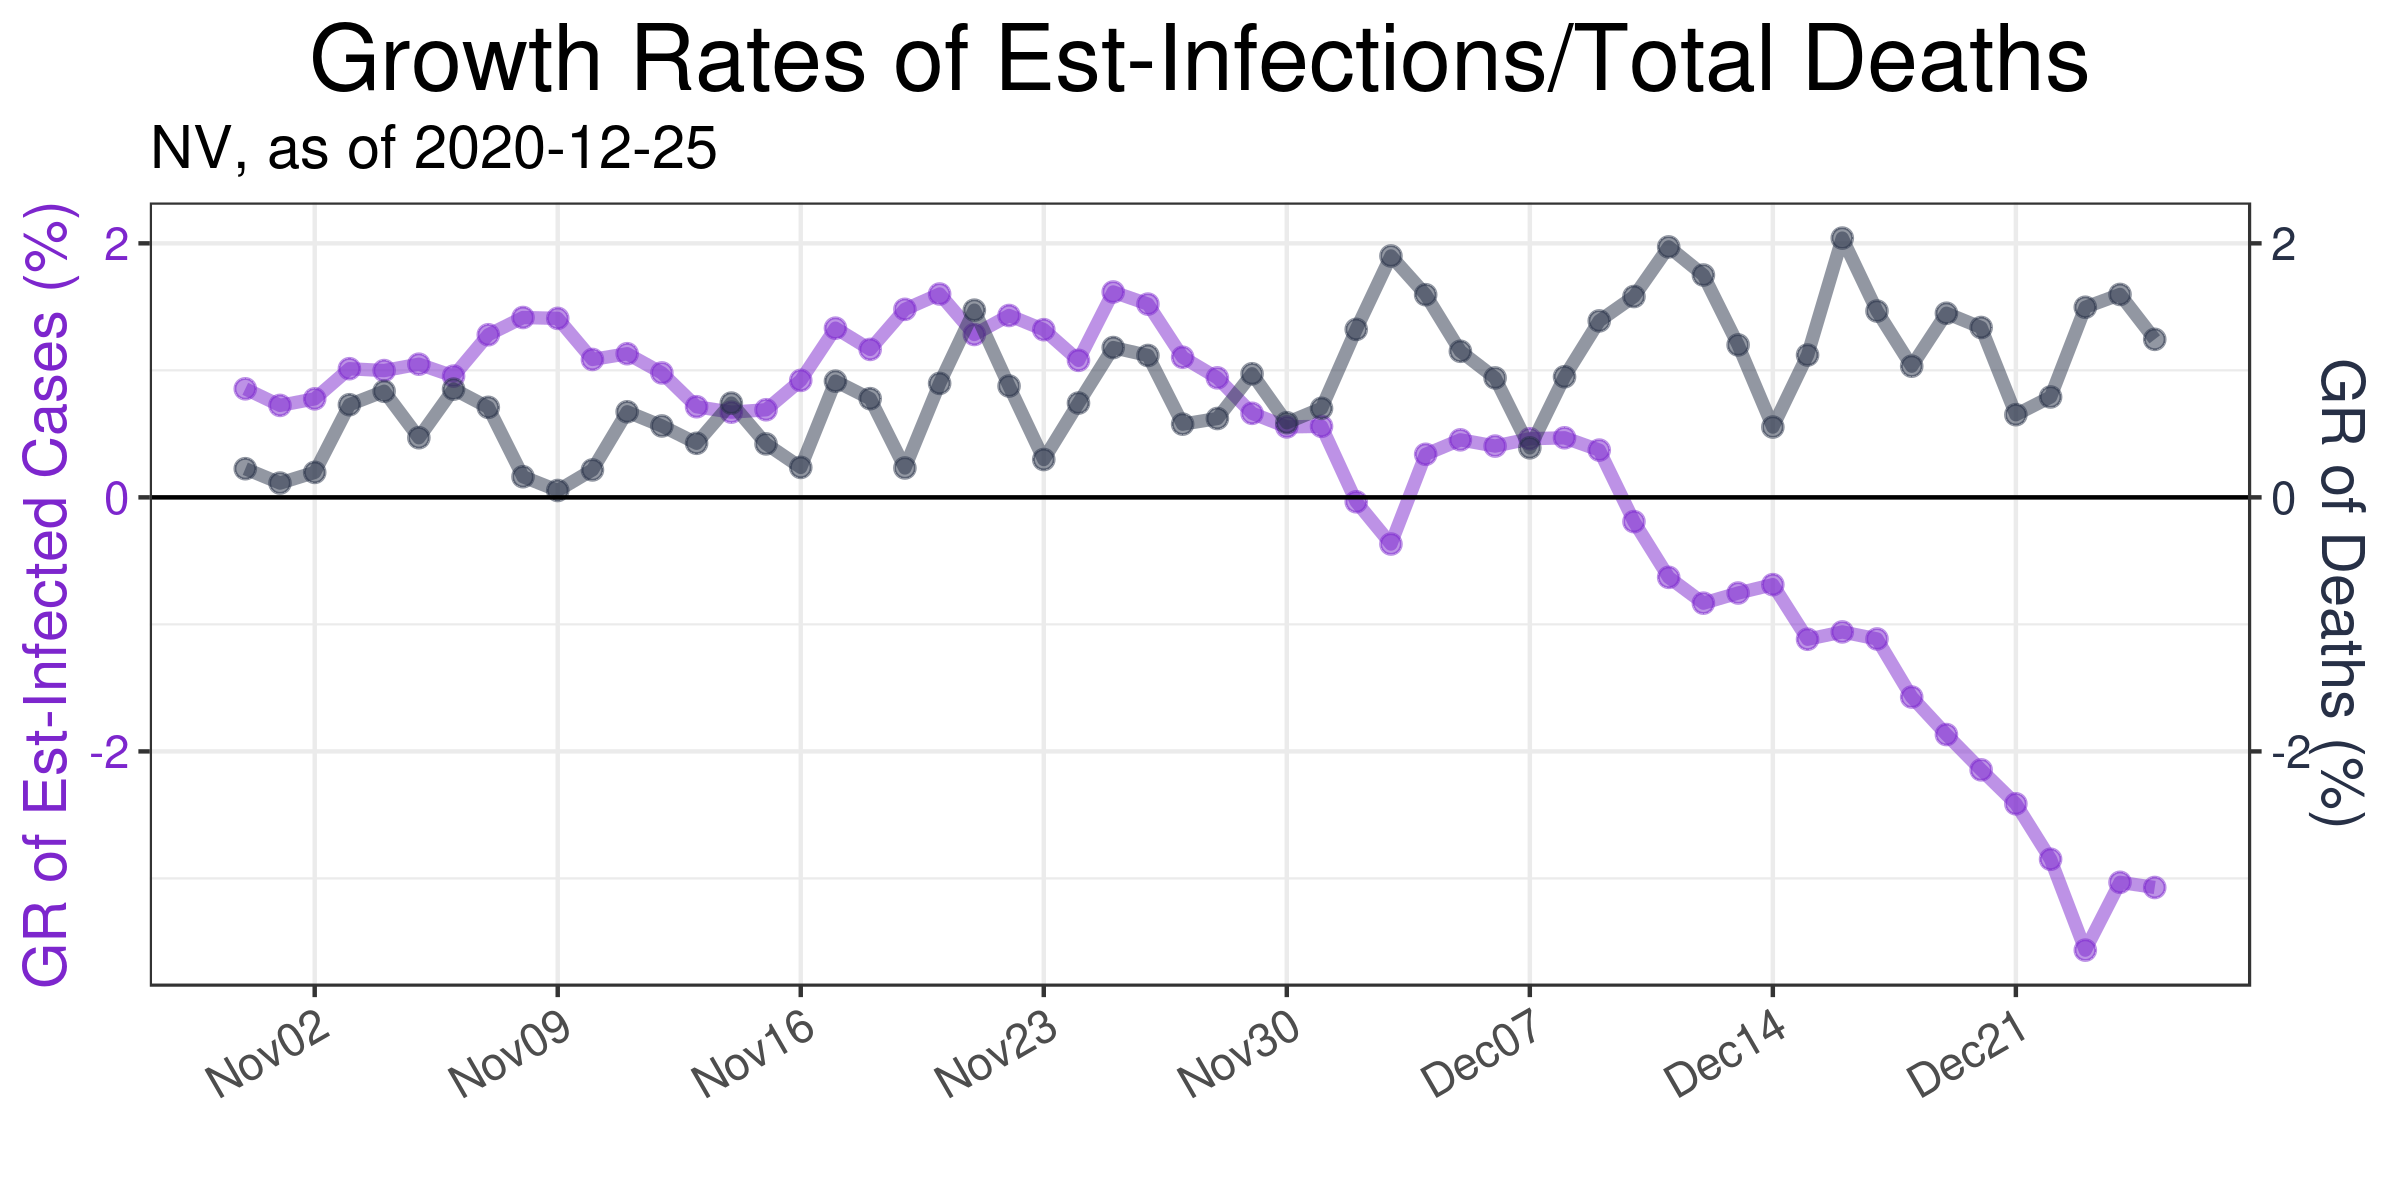 Growth Rates of Est-Infections/Total Deaths
NV, as of 2020-12-25
GR of Est-Infected Cases (%)
2
0
-2
2
0
-2
GR of Deaths (%)
Nov02
Nov09
Nov16
Nov23
Nov30
Dec07
Dec14
Dec21